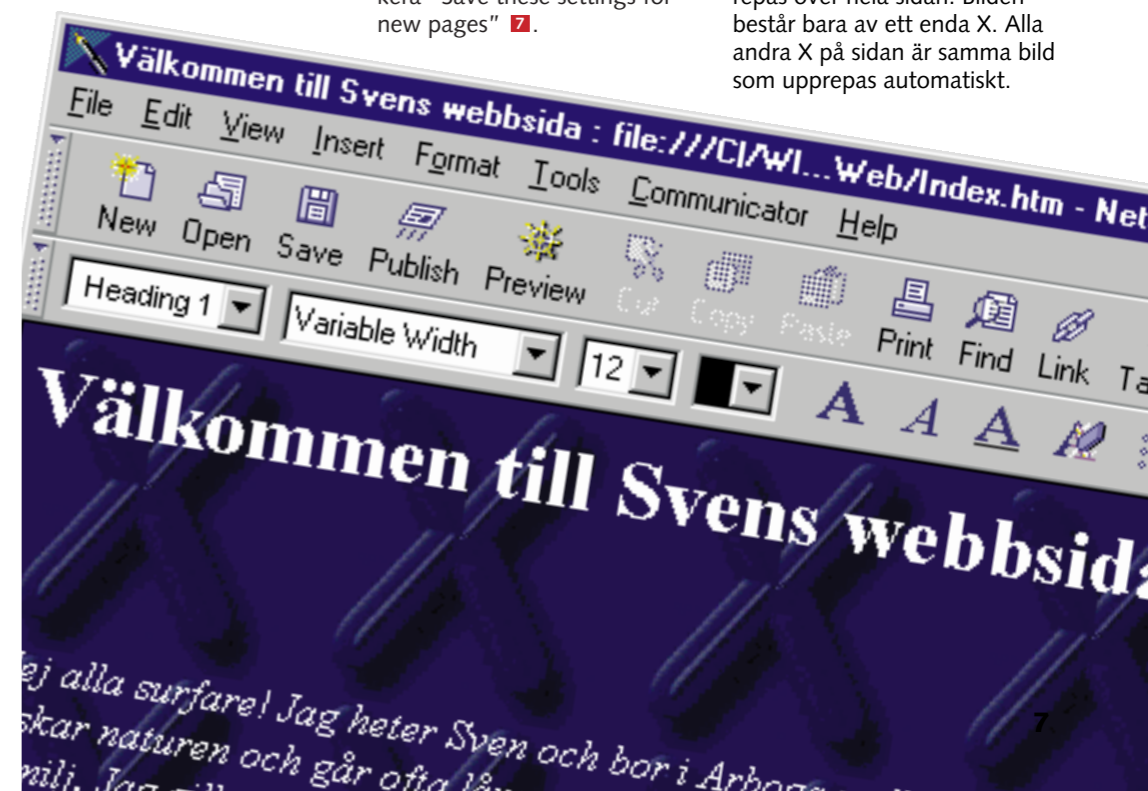 new pages" 7.
består bara av ett enda X. Alla
andra X på sidan är samma bild
som upprepas automatiskt.
Välkommen till Svens webbsida : file:///C|/WI...Web/Index.htm - Net
File Edit View Insert Format Tools Communicator Help
New Open Save Publish Preview Cut Copy Paste Print Find Link
Heading 1 Variable Width 12
A A A
Välkommen till Svens webbsida
alla surfare! Jag heter Sven och bor i Arboga
naturen och går ofta
Jag
7